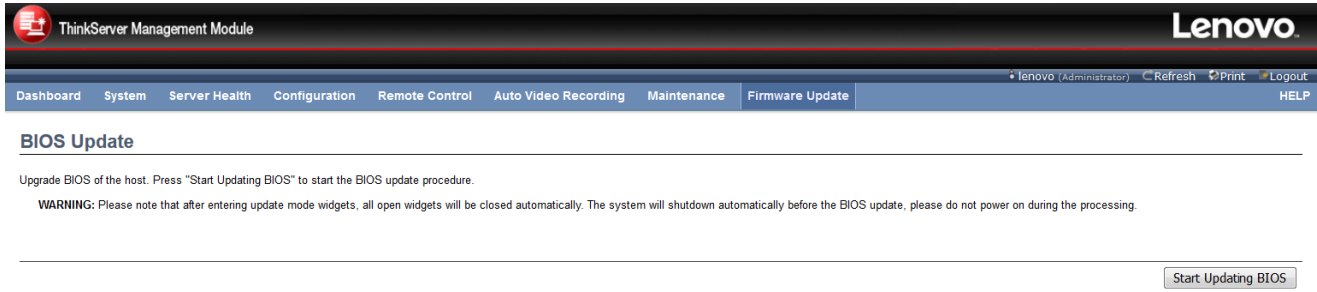 ThinkServer Management Module
Lenovo
lenovo (Administrator) Refresh Print Logout
Dashboard System Server Health Configuration Remote Control Auto Video Recording Maintenance Firmware Update HELP
BIOS Update
Upgrade BIOS of the host. Press "Start Updating BIOS" to start the BIOS update procedure.
WARNING: Please note that after entering update mode widgets, all open widgets will be closed automatically. The system will shutdown automatically before the BIOS update, please do not power on during the processing.
Start Updating BIOS